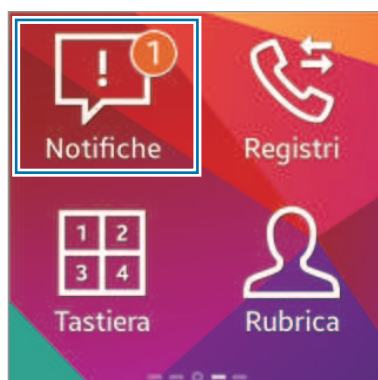 ! 1
Notifiche
Registri
1 2
3 4
Tastiera
Rubrica